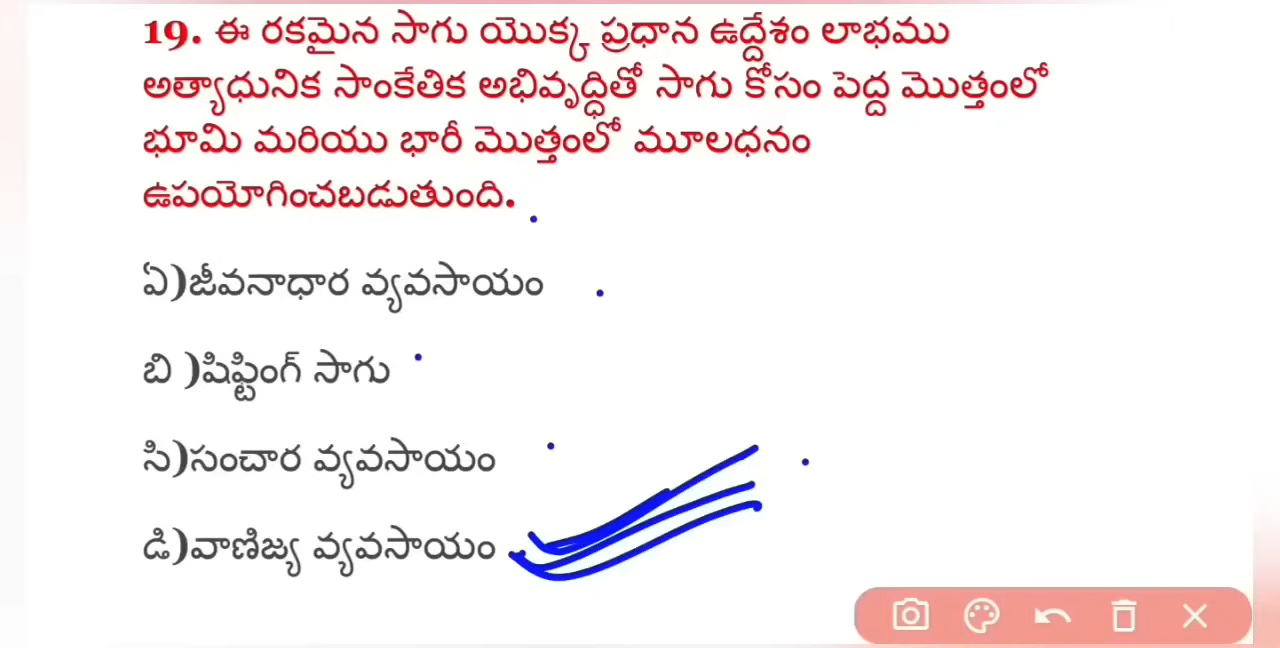 19. ఈ రకమైన సాగు యొక్క ప్రధాన ఉద్దేశం లాభము
అత్యాధునిక సాంకేతిక అభివృద్ధితో సాగు కోసం పెద్ద మొత్తంలో
భూమి మరియు భారీ మొత్తంలో మూలధనం
ఉపయోగించబడుతుంది.
ఏ)జీవనాధార వ్యవసాయం
బి )షిఫ్టింగ్ సాగు
సి)సంచార వ్యవసాయం
డి)వాణిజ్య వ్యవసాయం